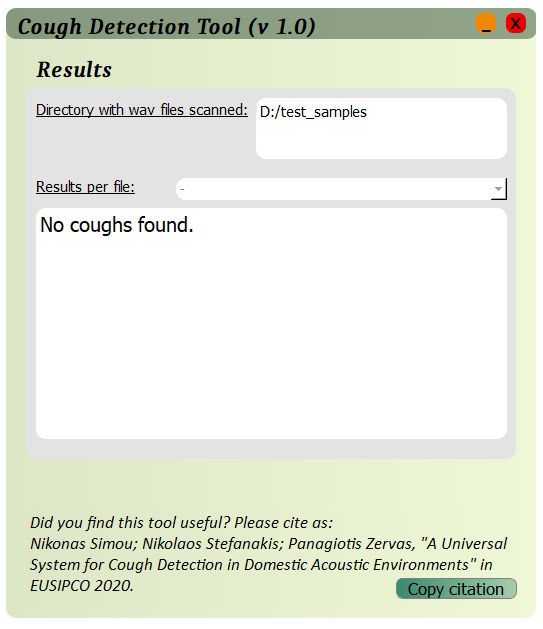 Cough Detection Tool (v 1.0)
_ X
Results
Directory with wav files scanned: D:/test_samples
Results per file: -
No coughs found.
Did you find this tool useful? Please cite as:
Nikonas Simou; Nikolaos Stefanakis; Panagiotis Zervas, "A Universal
System for Cough Detection in Domestic Acoustic Environments" in
EUSIPCO 2020.
Copy citation